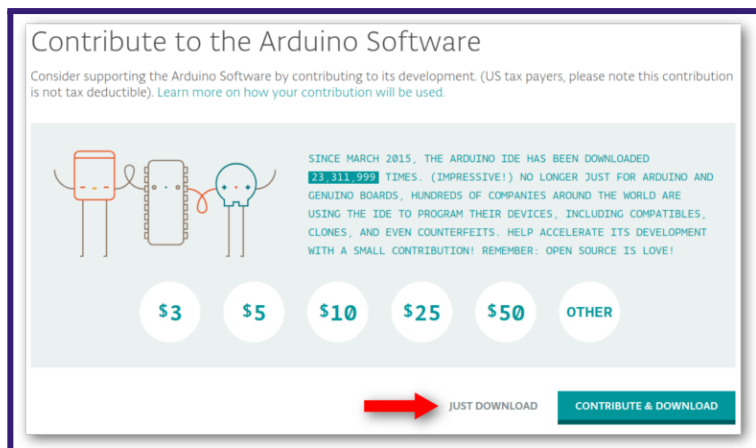 Contribute to the Arduino Software
Consider supporting the Arduino Software by contributing to its development. (US tax payers, please note this contribution
is not tax deductible). Learn more on how your contribution will be used.
SINCE MARCH 2015, THE ARDUINO IDE HAS BEEN DOWNLOADED
23,311,999 TIMES. (IMPRESSIVE!) NO LONGER JUST FOR ARDUINO AND
GENUINO BOARDS, HUNDREDS OF COMPANIES AROUND THE WORLD ARE
USING THE IDE TO PROGRAM THEIR DEVICES, INCLUDING COMPATIBLES,
CLONES, AND EVEN COUNTERFEITS. HELP ACCELERATE ITS DEVELOPMENT
WITH A SMALL CONTRIBUTION! REMEMBER: OPEN SOURCE IS LOVE!
$3 $5 $10 $25 $50 OTHER
JUST DOWNLOAD CONTRIBUTE & DOWNLOAD